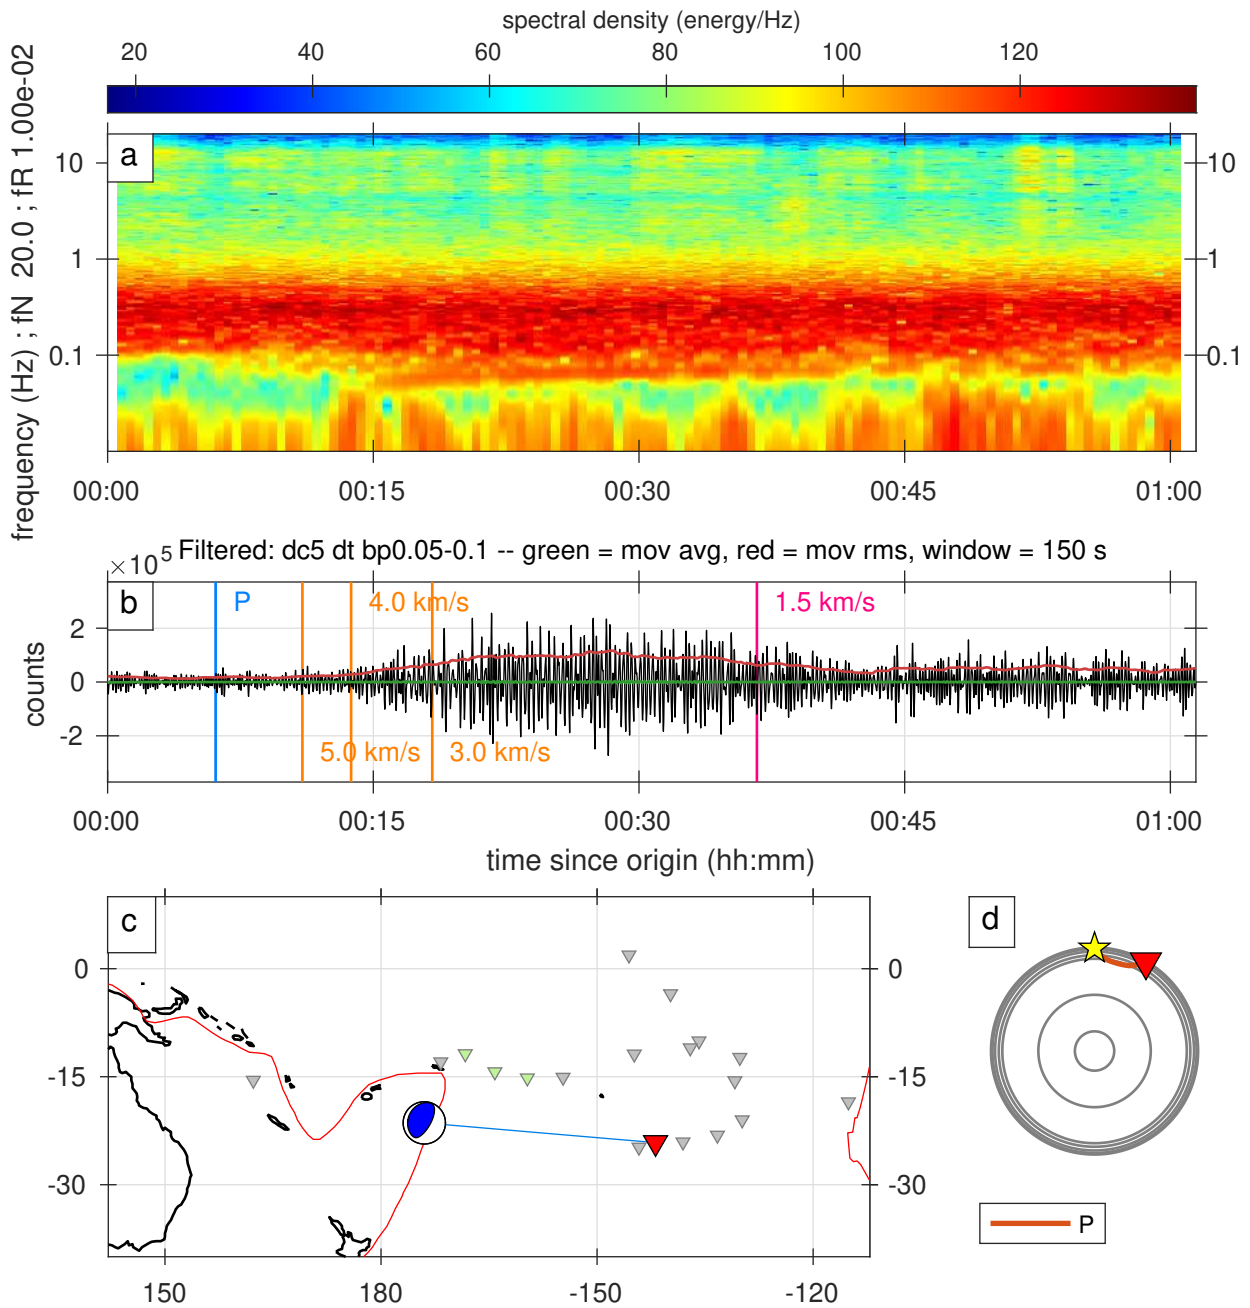 spectral density (energy/Hz)
20 40 60 80 100 120
frequency (Hz) ; fN 20.0 ; fR 1.00e-02
a
10 10
1 1
0.1 0.1
00:00 00:15 00:30 00:45 01:00
×10⁵ Filtered: dc5 dt bp0.05-0.1 -- green = mov avg, red = mov rms, window = 150 s
b
P 4.0 km/s 1.5 km/s
counts
2
0
-2
5.0 km/s 3.0 km/s
00:00 00:15 00:30 00:45 01:00
time since origin (hh:mm)
c
d
0 0
-15 -15
-30 -30
P
150 180 -150 -120